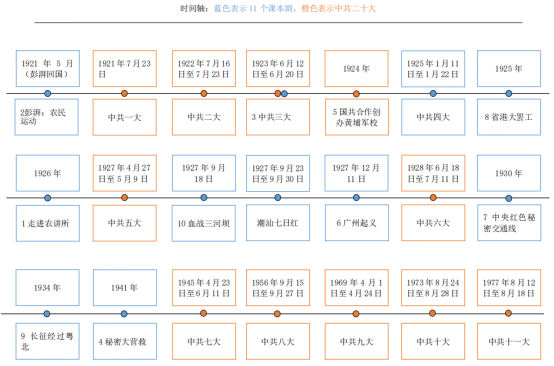 时间轴：蓝色表示 11 个课本剧，橙色表示中共二十大
1921 年 5 月
（彭湃回国）
1921 年 7 月 23
日
1922 年 7 月 16
日至 7 月 23 日
1923 年 6 月 12
日至 6 月 20 日
1924 年
1925 年 1 月 11
日至 1 月 22 日
1925 年
2彭湃：农民
运动
中共一大
中共二大
3 中共三大
5 国共合作创
办黄埔军校
中共四大
8 省港大罢工
1926 年
1927 年 4 月 27
日至 5 月 9 日
1927 年 9 月
18 日
1927 年 9 月 23
日至 9 月 30 日
1927 年 12 月
11 日
1928 年 6 月 18
日至 7 月 11 日
1930 年
1 走进农讲所
中共五大
10 血战三河坝
潮汕七日红
6 广州起义
中共六大
7 中央红色秘
密交通线
1934 年
1941 年
1945 年 4 月 23
日至 6 月 11 日
1956 年 9 月 15
日至 9 月 27 日
1969 年 4 月 1
日至 4 月 24 日
1973 年 8 月 24
日至 8 月 28 日
1977 年 8 月 12
日至 8 月 18 日
9 长征经过粤
北
4 秘密大营救
中共七大
中共八大
中共九大
中共十大
中共十一大